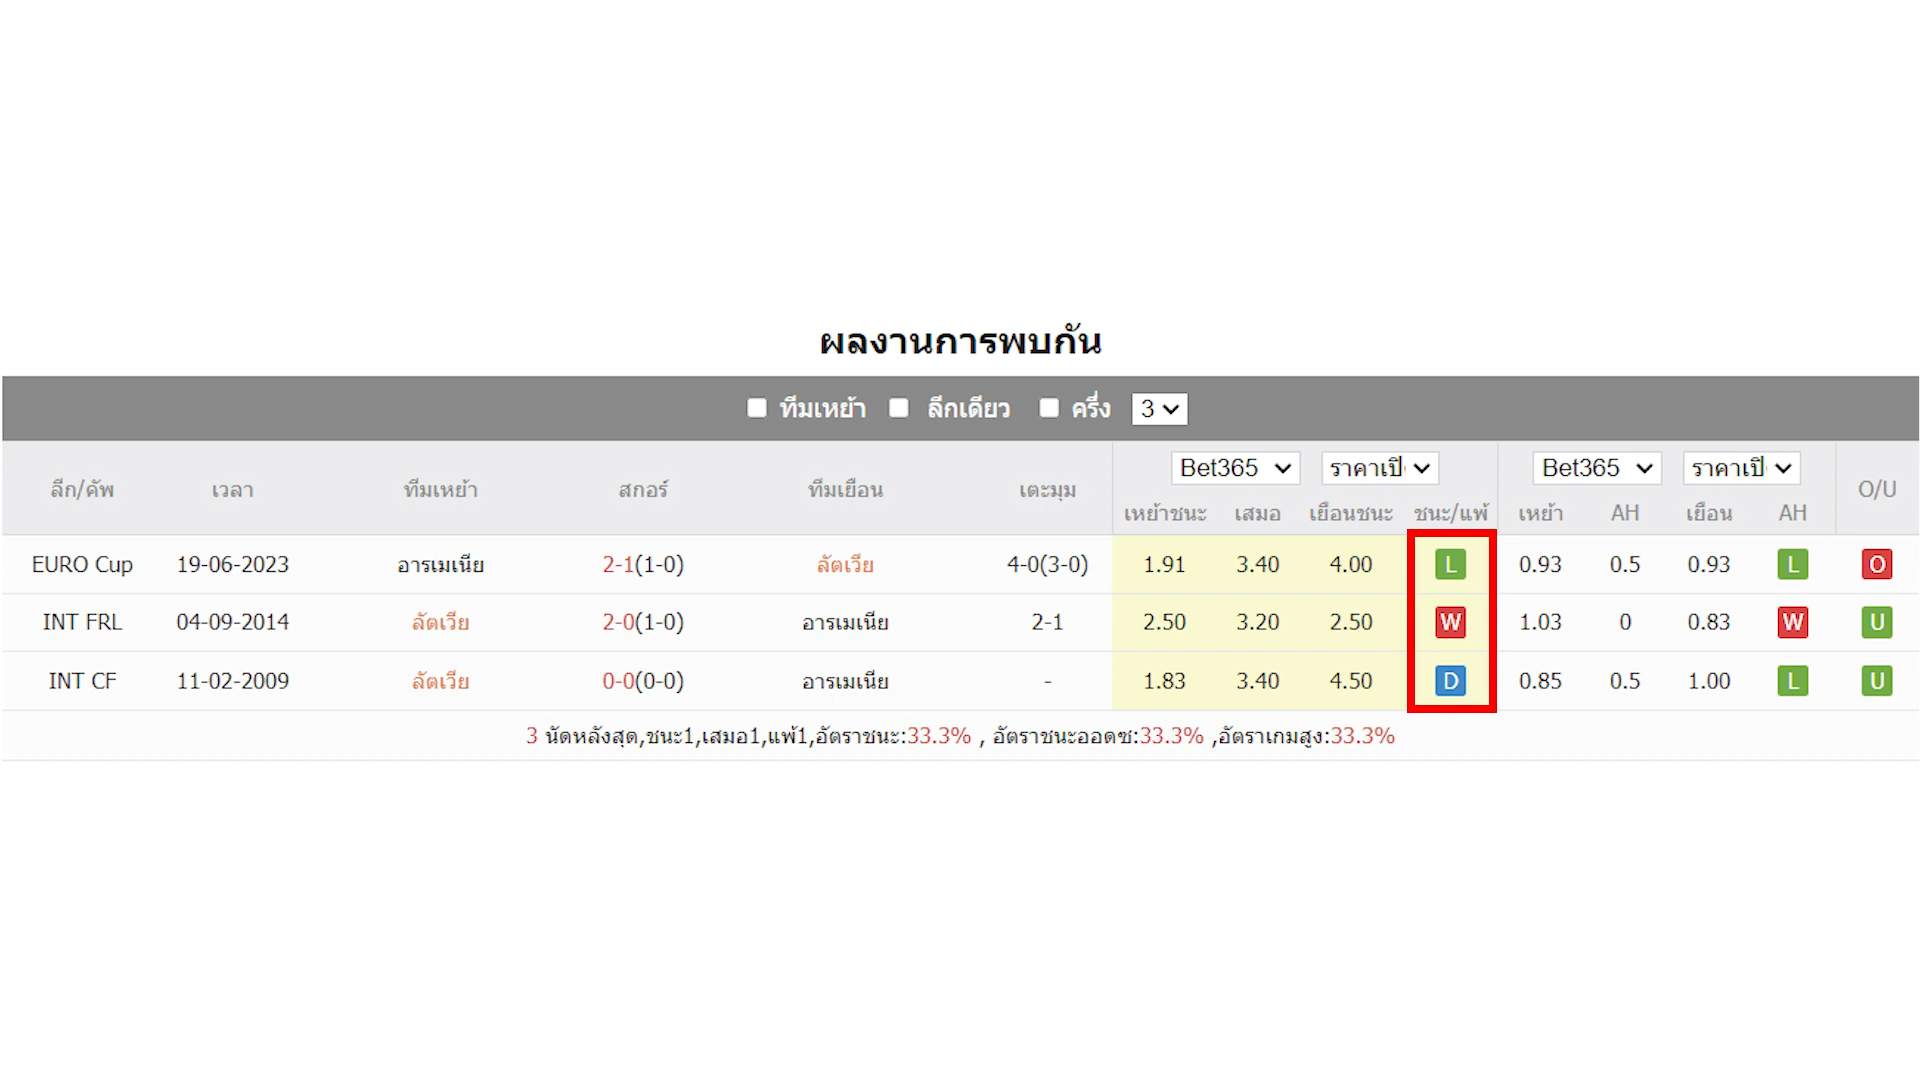 ผลงานการพบกัน
ทีมเหย้า ลีกเดียว ครึ่ง 3
Bet365 ราคาเปิ Bet365 ราคาเปิ
ลีก/คัพ เวลา ทีมเหย้า สกอร์ ทีมเยือน เตะมุม O/U
เหย้าชนะ เสมอ เยือนชนะ ชนะ/แพ้ เหย้า AH เยือน AH
EURO Cup 19-06-2023 อาร์เมเนีย 2-1(1-0) ลัตเวีย 4-0(3-0) 1.91 3.40 4.00 L 0.93 0.5 0.93 L O
INT FRL 04-09-2014 ลัตเวีย 2-0(1-0) อาร์เมเนีย 2-1 2.50 3.20 2.50 W 1.03 0 0.83 W U
INT CF 11-02-2009 ลัตเวีย 0-0(0-0) อาร์เมเนีย - 1.83 3.40 4.50 D 0.85 0.5 1.00 L U
3 นัดหลังสุด,ชนะ1,เสมอ1,แพ้1,อัตราชนะ:33.3% , อัตราชนะออดซ:33.3% ,อัตราเกมสูง:33.3%